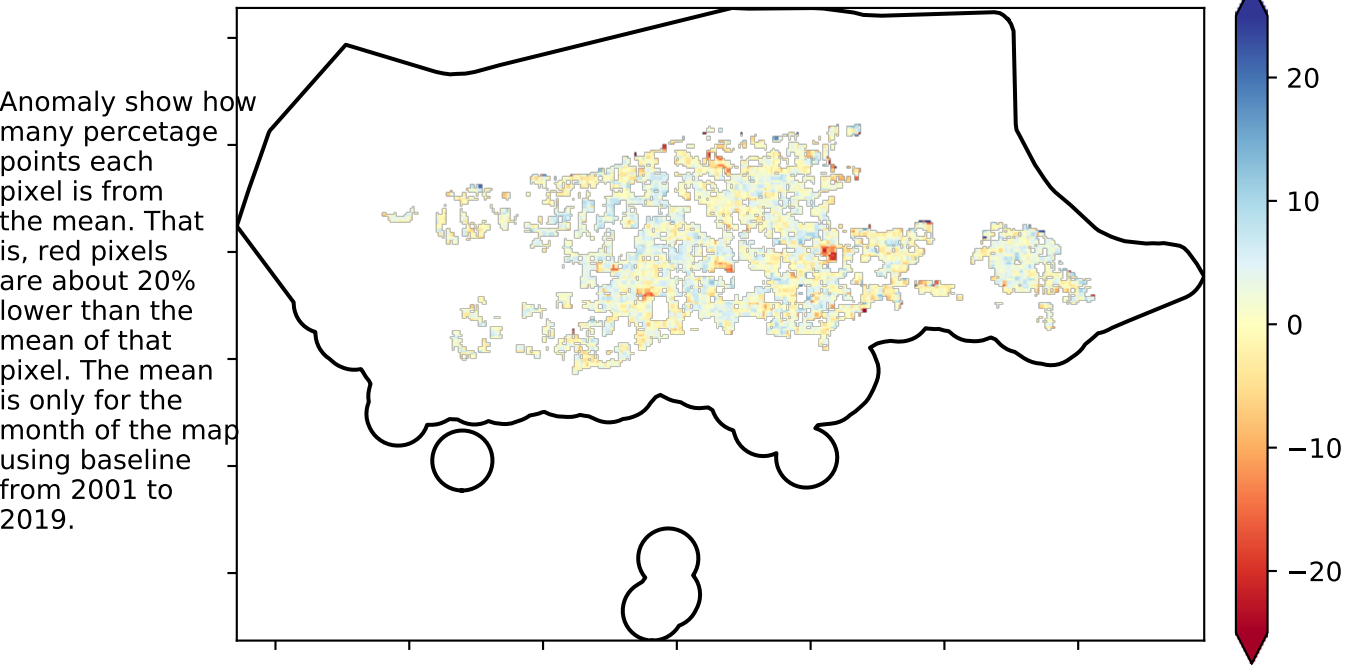 Anomaly show how
many percetage
points each
pixel is from
the mean. That
is, red pixels
are about 20%
lower than the
mean of that
pixel. The mean
is only for the
month of the map
using baseline
from 2001 to
2019.
20
10
0
−10
−20